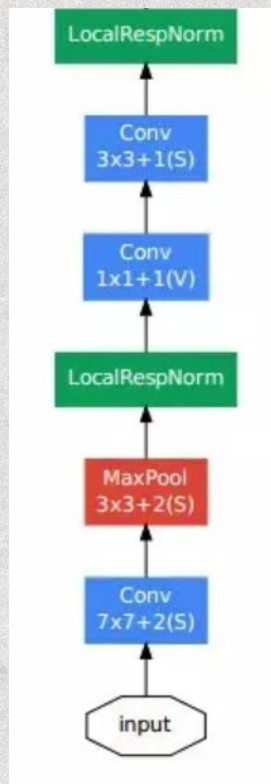 LocalRespNorm
Conv
3x3+1(S)
Conv
1x1+1(V)
LocalRespNorm
MaxPool
3x3+2(S)
Conv
7x7+2(S)
input